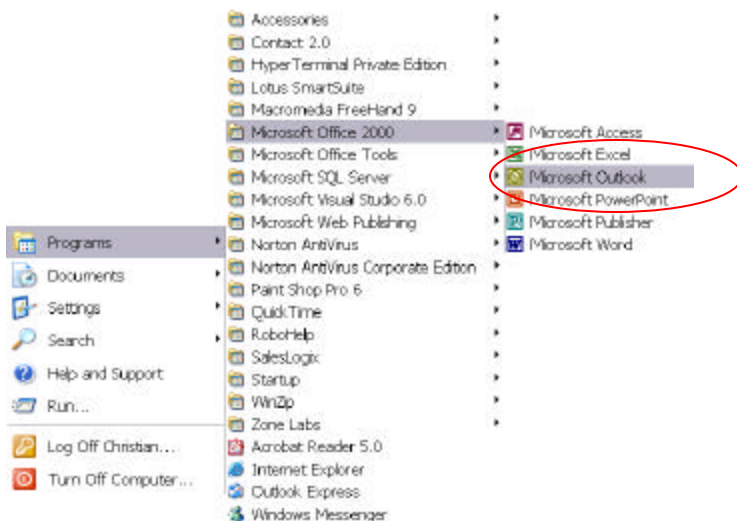 Programs
Documents
Settings
Search
Help and Support
Run...
Log Off Christian...
Turn Off Computer...
Accessories
Contact 2.0
HyperTerminal Private Edition
Lotus SmartSuite
Macromedia FreeHand 9
Microsoft Office 2000
Microsoft Office Tools
Microsoft SQL Server
Microsoft Visual Studio 6.0
Microsoft Web Publishing
Norton AntiVirus
Norton AntiVirus Corporate Edition
Paint Shop Pro 6
QuickTime
RoboHelp
SalesLogix
Startup
WinZip
Zone Labs
Acrobat Reader 5.0
Internet Explorer
Outlook Express
Windows Messenger
Microsoft Access
Microsoft Excel
Microsoft Outlook
Microsoft PowerPoint
Microsoft Publisher
Microsoft Word